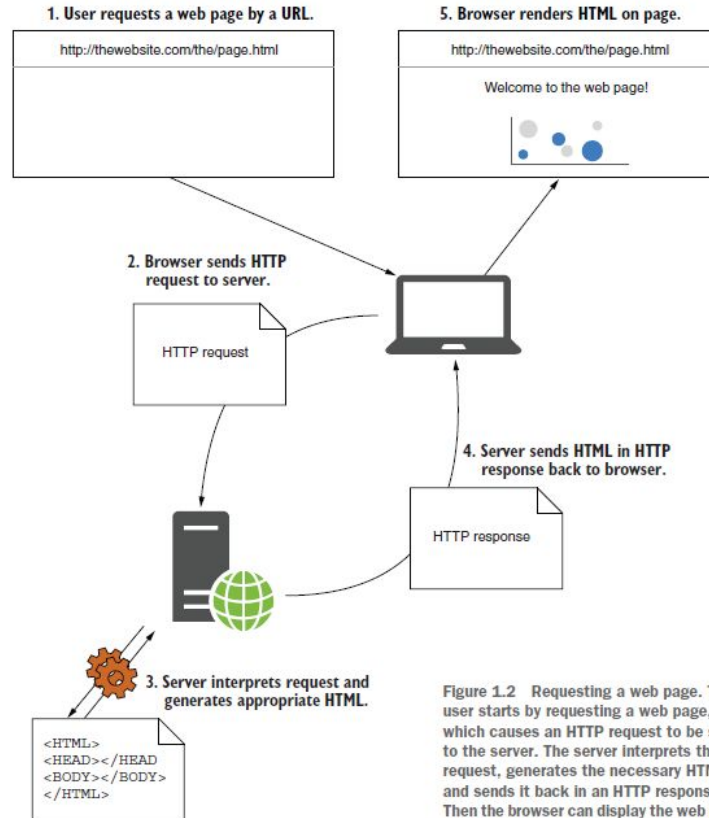 1. User requests a web page by a URL.
http://thewebsite.com/the/page.html
5. Browser renders HTML on page.
http://thewebsite.com/the/page.html
Welcome to the web page!
2. Browser sends HTTP
request to server.
HTTP request
4. Server sends HTML in HTTP
response back to browser.
HTTP response
3. Server interprets request and
generates appropriate HTML.
<HTML>
<HEAD></HEAD
<BODY></BODY>
</HTML>
Figure 1.2 Requesting a web page.
user starts by requesting a web page,
which causes an HTTP request to be
to the server. The server interprets
request, generates the necessary
and sends it back in an HTTP
Then the browser can display the web